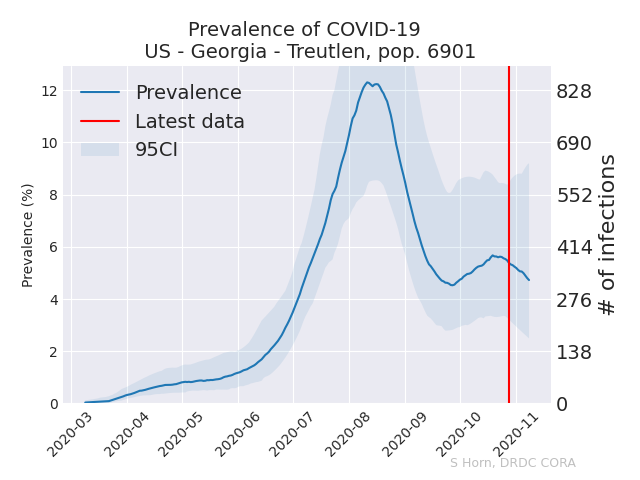 Prevalence of COVID-19
US - Georgia - Treutlen, pop. 6901
Prevalence
Latest data
95CI
Prevalence (%)
12
10
8
6
4
2
0
828
690
552
414
276
138
0
# of infections
2020-03
2020-04
2020-05
2020-06
2020-07
2020-08
2020-09
2020-10
2020-11
S Horn, DRDC CORA